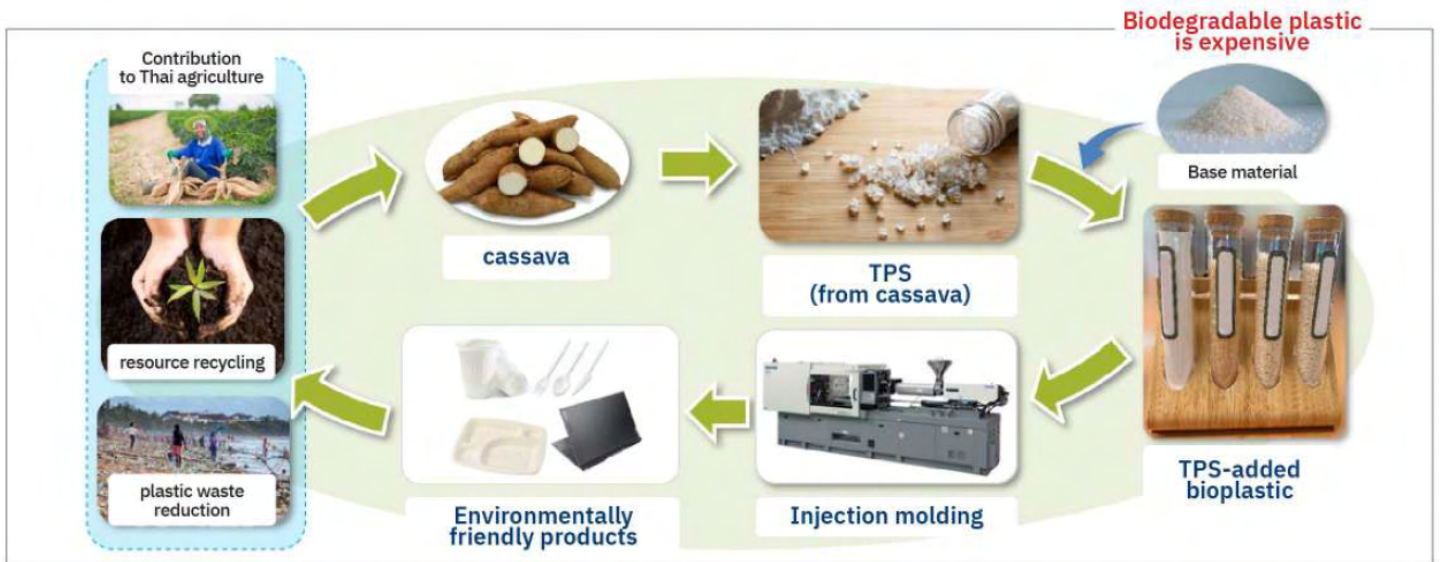 Biodegradable plastic
is expensive
Contribution
to Thai agriculture
Base material
cassava
TPS
(from cassava)
resource recycling
plastic waste
reduction
Environmentally
friendly products
Injection molding
TPS-added
bioplastic